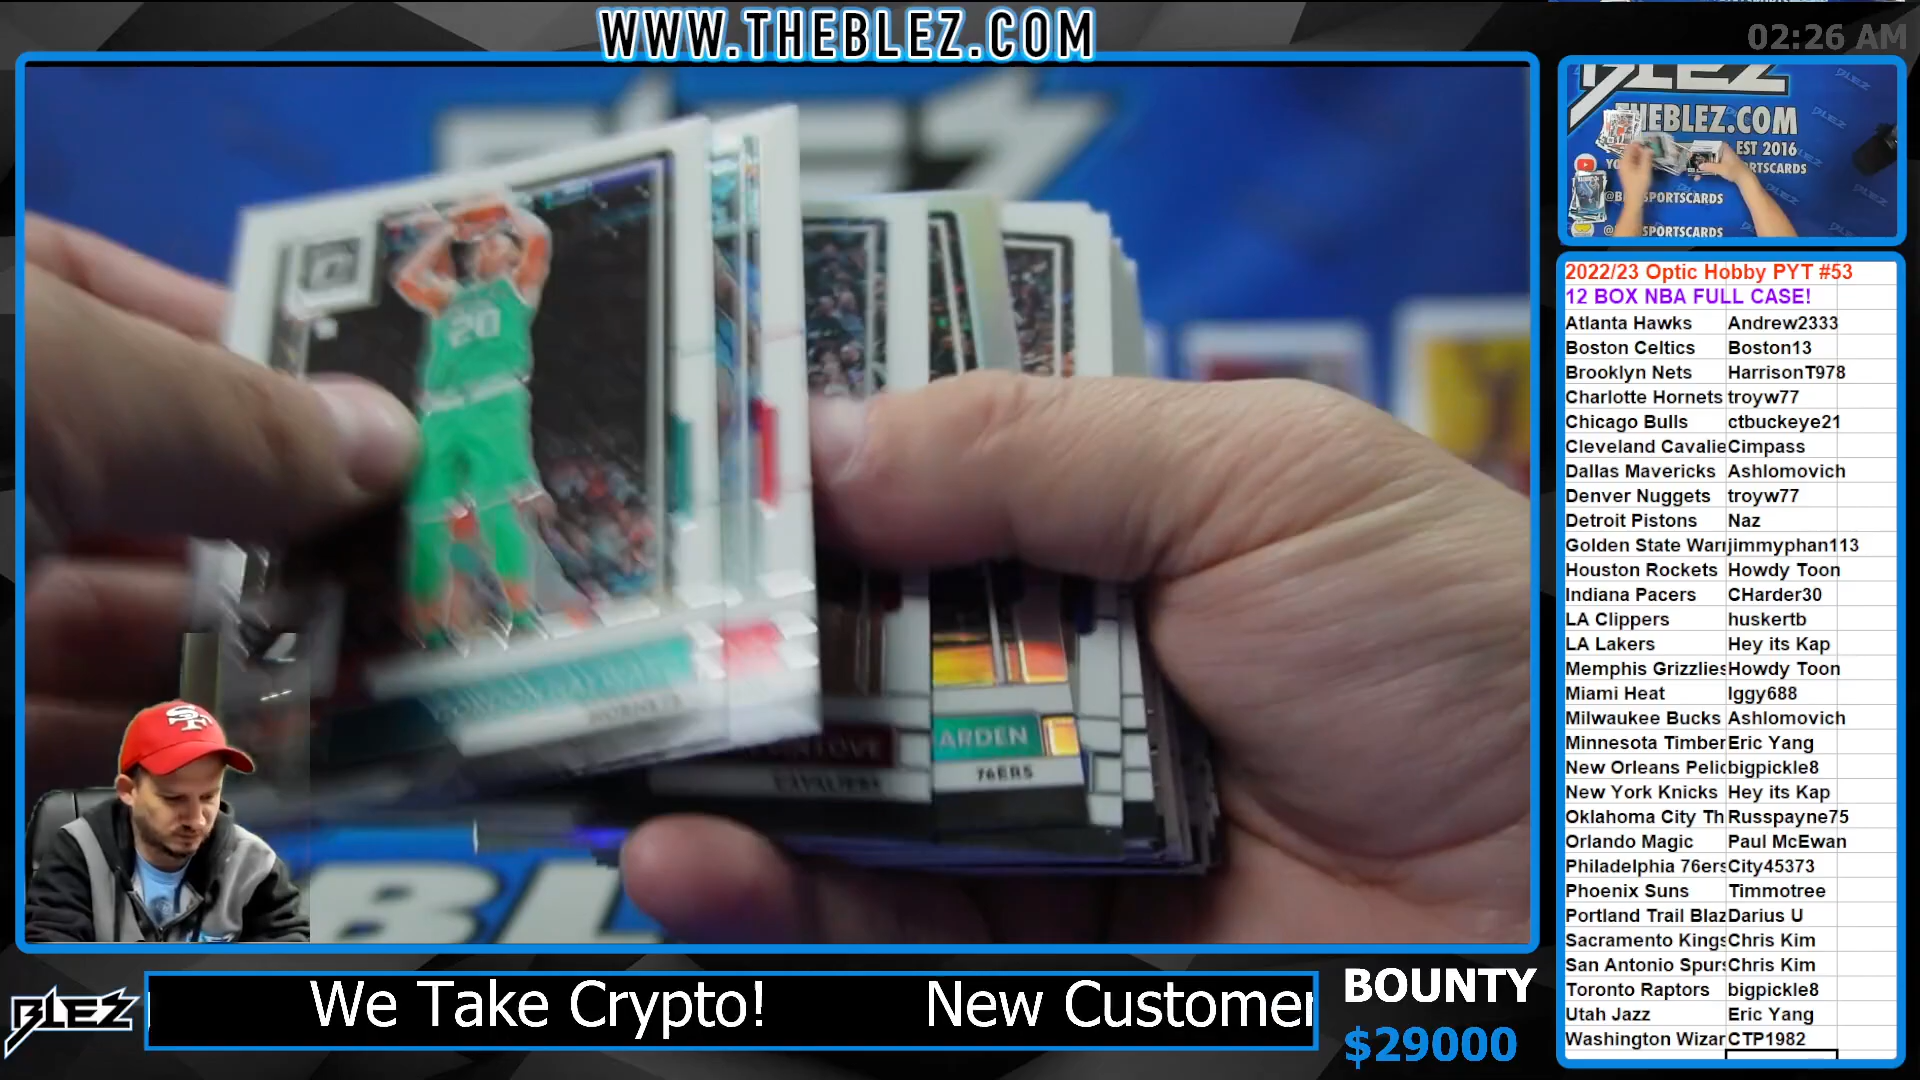 WWW.THEBLEZ.COM
02:26 AM
BLEZ
THEBLEZ.COM
EST 2016
SPORTSCARDS
20
ARDEN
76ERS
CAVALIERS
SF
2022/23 Optic Hobby PYT #53
12 BOX NBA FULL CASE!
Atlanta Hawks Andrew2333
Boston Celtics Boston13
Brooklyn Nets HarrisonT978
Charlotte Hornets troyw77
Chicago Bulls ctbuckeye21
Cleveland Cavalie Cimpass
Dallas Mavericks Ashlomovich
Denver Nuggets troyw77
Detroit Pistons Naz
Golden State Warr jimmyphan113
Houston Rockets Howdy Toon
Indiana Pacers CHarder30
LA Clippers huskertb
LA Lakers Hey its Kap
Memphis Grizzlies Howdy Toon
Miami Heat Iggy688
Milwaukee Bucks Ashlomovich
Minnesota Timber Eric Yang
New Orleans Pelic bigpickle8
New York Knicks Hey its Kap
Oklahoma City Th Russpayne75
Orlando Magic Paul McEwan
Philadelphia 76ers City45373
Phoenix Suns Timmotree
Portland Trail Blaz Darius U
Sacramento Kings Chris Kim
San Antonio Spurs Chris Kim
Toronto Raptors bigpickle8
Utah Jazz Eric Yang
Washington Wizar CTP1982
BLEZ
We Take Crypto! New Customer
BOUNTY
$29000